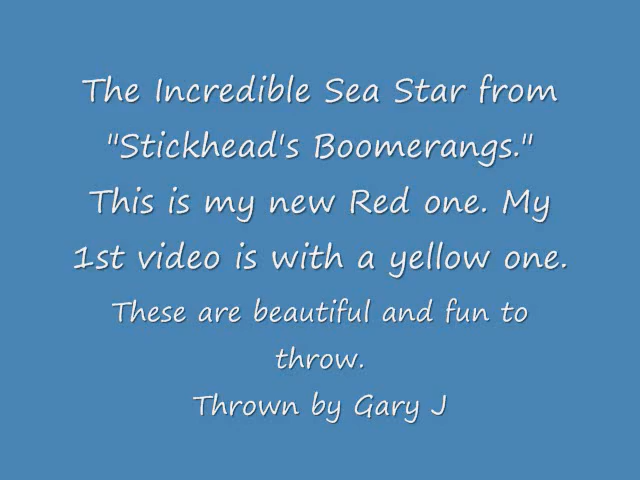 The Incredible Sea Star from
"Stickhead's Boomerangs."
This is my new Red one. My
1st video is with a yellow one.
These are beautiful and fun to
throw.
Thrown by Gary J